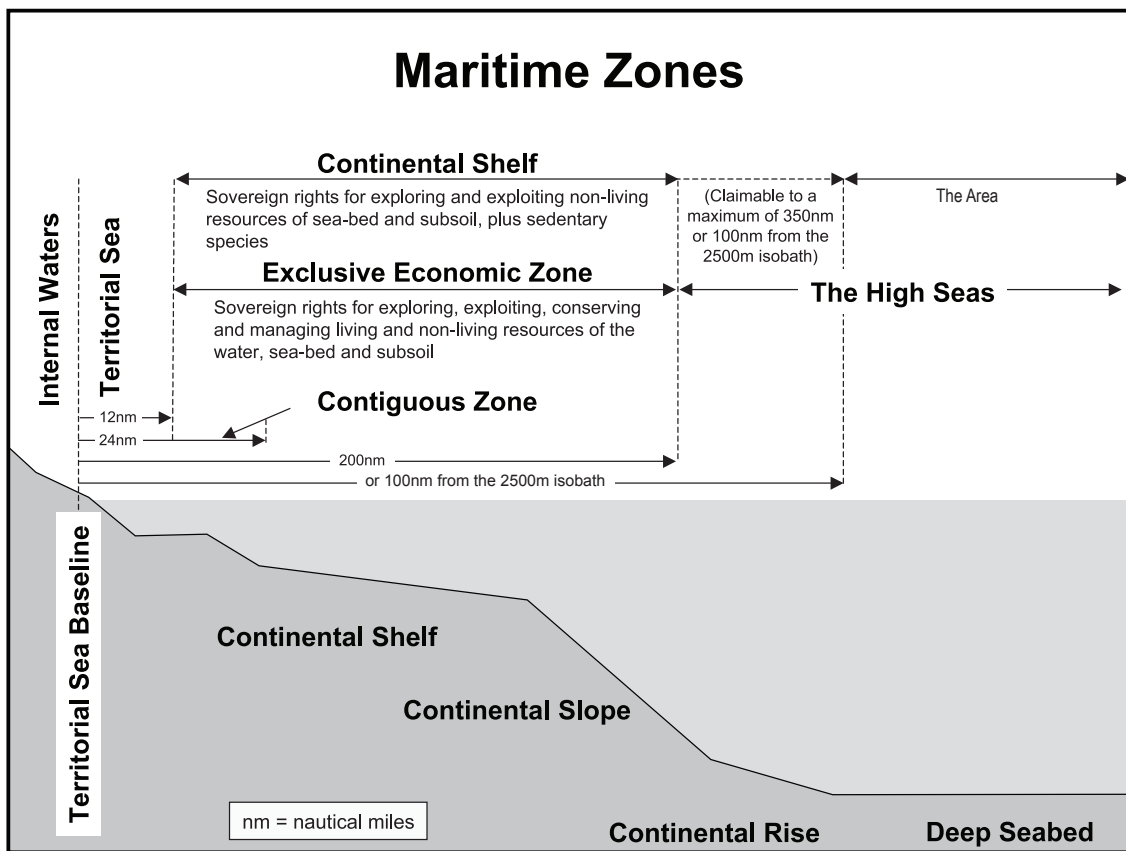 Maritime Zones
Continental Shelf
Sovereign rights for exploring and exploiting non-living
resources of sea-bed and subsoil, plus sedentary
species
(Claimable to a
maximum of 350nm
or 100nm from the
2500m isobath)
The Area
Internal Waters
Territorial Sea
Exclusive Economic Zone
Sovereign rights for exploring, exploiting, conserving
and managing living and non-living resources of the
water, sea-bed and subsoil
The High Seas
Contiguous Zone
12nm
24nm
200nm
or 100nm from the 2500m isobath
Territorial Sea Baseline
Continental Shelf
Continental Slope
nm = nautical miles
Continental Rise
Deep Seabed